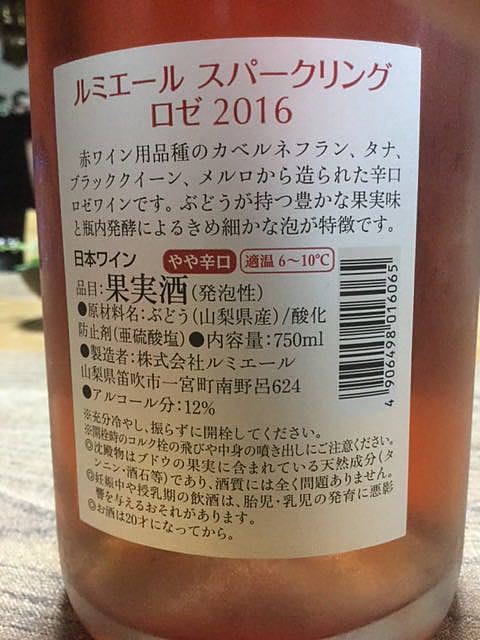 ルミエール スパークリング
ロゼ 2016
赤ワイン用品種のカベルネフラン、タナ、
ブラッククイーン、メルロから造られた辛口
ロゼワインです。ぶどうが持つ豊かな果実味
と瓶内発酵によるきめ細かな泡が特徴です。
日本ワイン やや辛口 適温 6～10℃
品目:果実酒(発泡性)
●原材料名:ぶどう(山梨県産)/酸化
防止剤(亜硫酸塩)●内容量:750ml
●製造者:株式会社ルミエール
山梨県笛吹市一宮町南野呂624
●アルコール分:12%
4 906498 016065
※充分冷やし、振らずに開栓してください。
※開栓時のコルク栓の飛びや中身の噴き出しにご注意ください。
◎沈殿物はブドウの果実に含まれている天然成分(タ
ンニン・酒石等)であり、酒質には全く問題ありません。
◎妊娠中や授乳期の飲酒は、胎児・乳児の発育に悪影
響を与えるおそれがあります。
◎お酒は20才になってから。